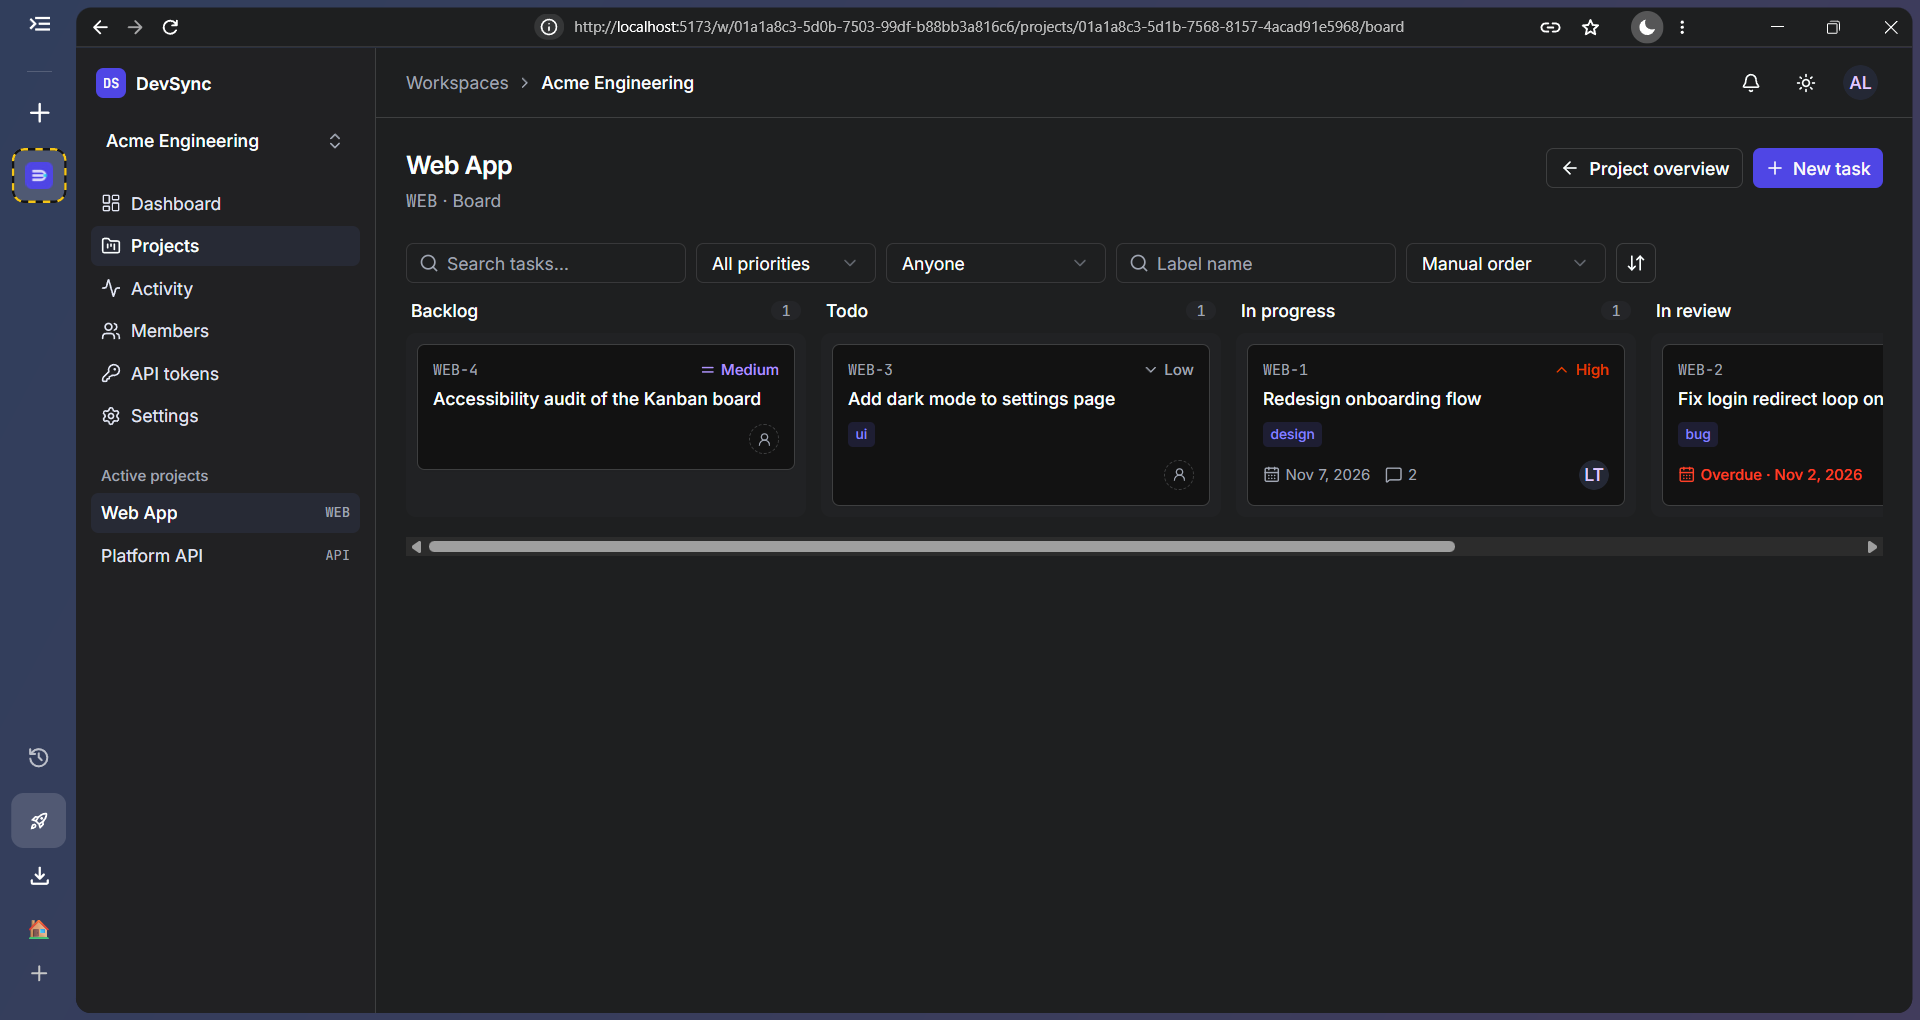 http://localhost:5173/w/01a1a8c3-5d0b-7503-99df-b88bb3a816c6/projects/01a1a8c3-5d1b-7568-8157-4acad91e5968/board
DS DevSync
Workspaces > Acme Engineering
AL
Acme Engineering
Dashboard
Projects
Activity
Members
API tokens
Settings
Active projects
Web App WEB
Platform API API
Web App
WEB · Board
Project overview
New task
Search tasks...
All priorities
Anyone
Label name
Manual order
Backlog 1
WEB-4 Medium
Accessibility audit of the Kanban board
Todo 1
WEB-3 Low
Add dark mode to settings page
ui
In progress 1
WEB-1 High
Redesign onboarding flow
design
Nov 7, 2026 2 LT
In review
WEB-2
Fix login redirect loop on
bug
Overdue · Nov 2, 2026